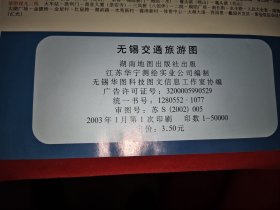 无锡交通旅游图
湖南地图出版社出版
江苏华宁测绘实业公司编制
无锡华图科技图文信息工作室协编
广告许可证号：3200005990529
统一书号：1280552·1077
审图号：苏S(2002)005
2003年1月第1次印刷 印数1-50000
价：3.50元